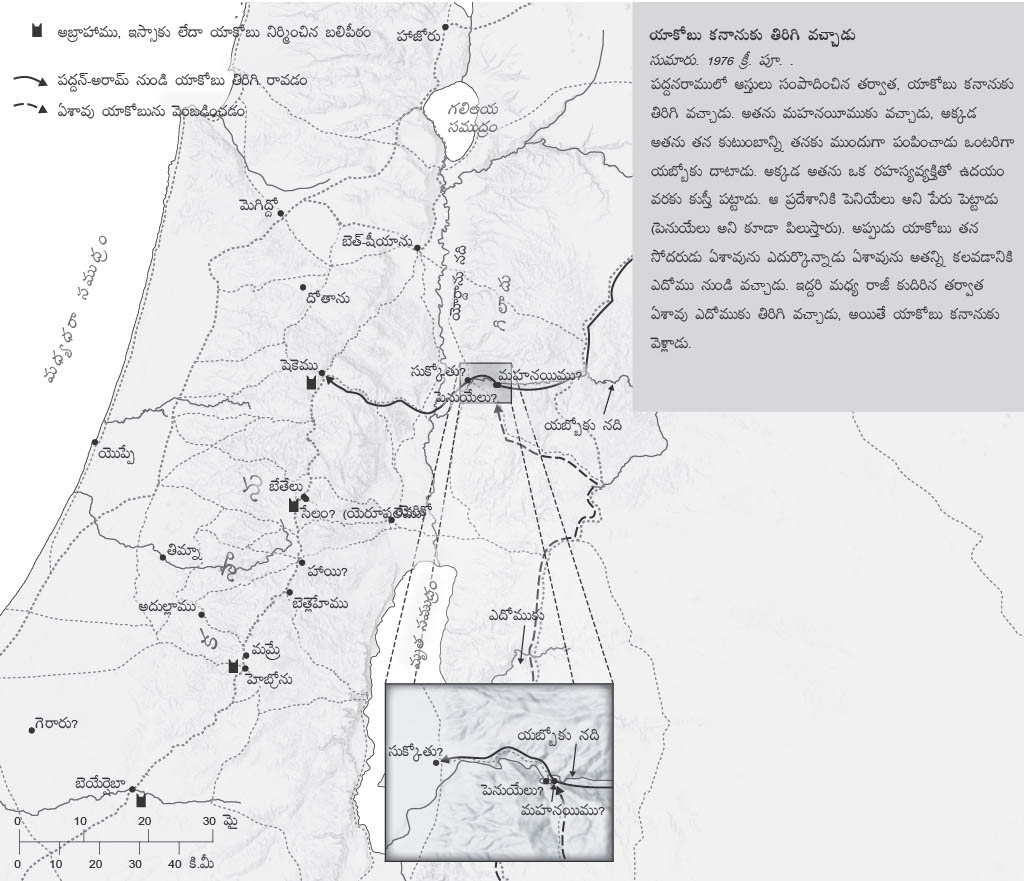 అబ్రాహాము, ఇస్సాకు లేదా యాకోబు నిర్మించిన బలిపీఠం
పద్దన్-అరామ్ నుండి యాకోబు తిరిగి రావడం
ఏశావు యాకోబును వెంబడించడం
యాకోబు కనానుకు తిరిగి వచ్చాడు
సుమారు. 1976 క్రీ. పూ. .
పద్దనరాములో ఆస్తులు సంపాదించిన తర్వాత, యాకోబు కనానుకు
తిరిగి వచ్చాడు. అతను మహనయీముకు వచ్చాడు, అక్కడ
అతను తన కుటుంబాన్ని తనకు ముందుగా పంపించాడు ఒంటరిగా
యబ్బోకు దాటాడు. అక్కడ అతను ఒక రహస్యవ్యక్తితో ఉదయం
వరకు కుస్తీ పట్టాడు. ఆ ప్రదేశానికి పెనియేలు అని పేరు పెట్టాడు
(పెనుయేలు అని కూడా పిలుస్తారు). అప్పుడు యాకోబు తన
సోదరుడు ఏశావును ఎదుర్కొన్నాడు ఏశావును అతన్ని కలవడానికి
ఎదోము నుండి వచ్చాడు. ఇద్దరి మధ్య రాజీ కుదిరిన తర్వాత
ఏశావు ఎదోముకు తిరిగి వచ్చాడు, అయితే యాకోబు కనానుకు
వెళ్లాడు.
హాజోరు
గలిలయ
సముద్రం
మెగిద్దో
బెత్-షీయాను
మధ్యధరా సముద్రం
దోతాను
గిలాదు
షెకెము
సుక్కోతు?
మహనయిము?
పెనుయేలు?
యబ్బోకు నది
యొప్పే
బేతేలు
సేలం? (యెరూషలేము)
తిమ్నా
హాయి?
బెత్లెహేము
అదుల్లాము
ఎదోముకు
మృత సముద్రం
మమ్రే
హెబ్రోను
గెరారు?
బెయేర్షెబా
సుక్కోతు?
యబ్బోకు నది
పెనుయేలు?
మహనయిము?
0 10 20 30 మై
0 10 20 30 40 కి.మీ